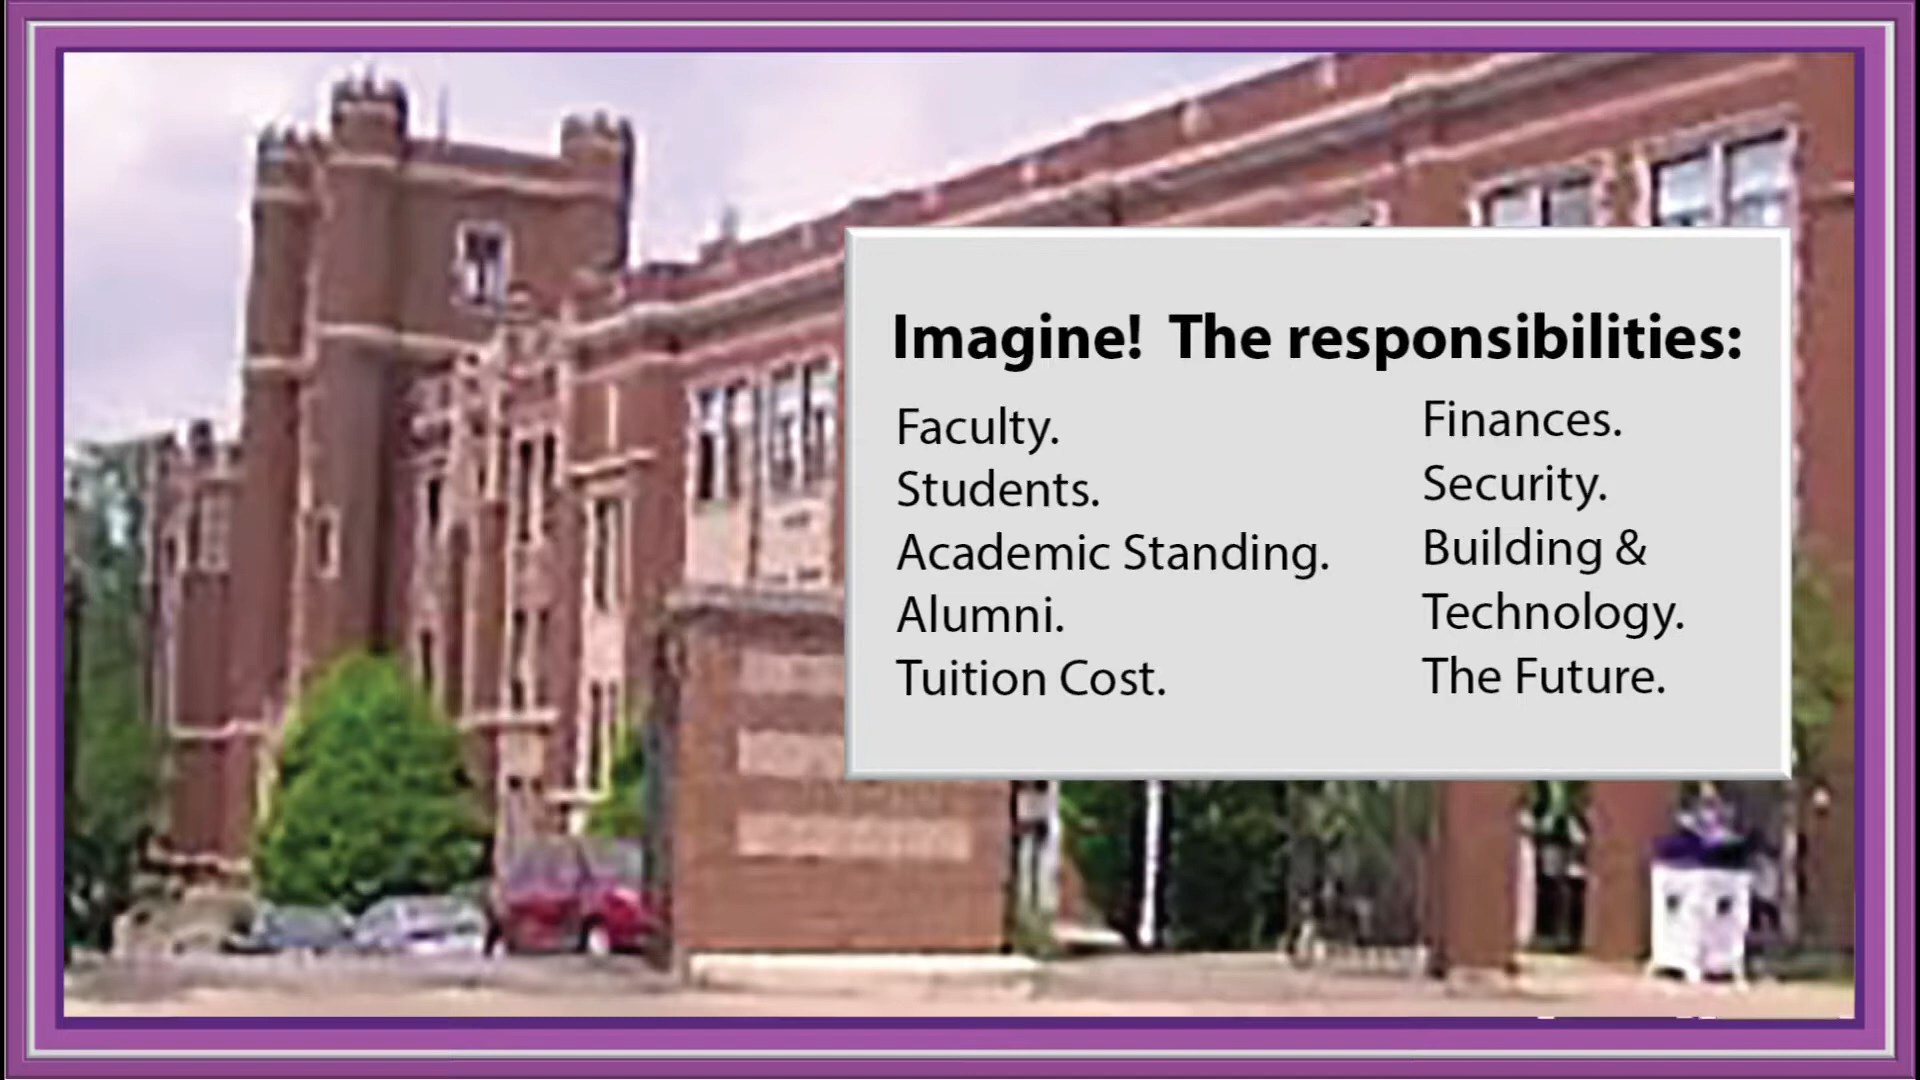 Imagine! The responsibilities:
Faculty.
Students.
Academic Standing.
Alumni.
Tuition Cost.
Finances.
Security.
Building &
Technology.
The Future.